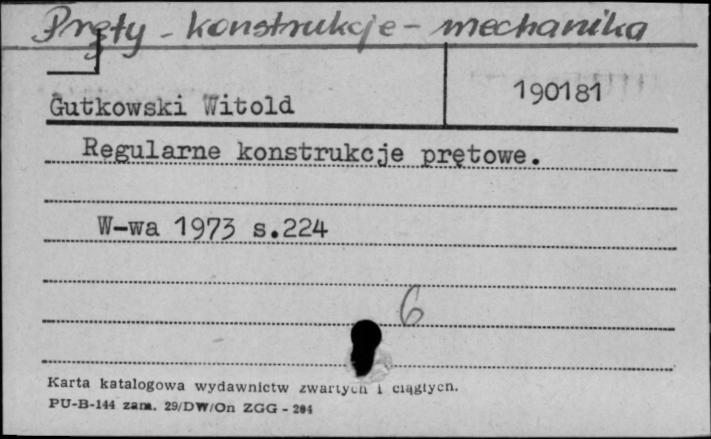 Pręty - konstrukcje - mechanika
190181
Gutkowski Witold
Regularne konstrukcje prętowe.
W-wa 1973 s.224
6
Karta katalogowa wydawnictw zwartych i ciągłych.
PU-B-144 zam. 29/DW/On ZGG - 204